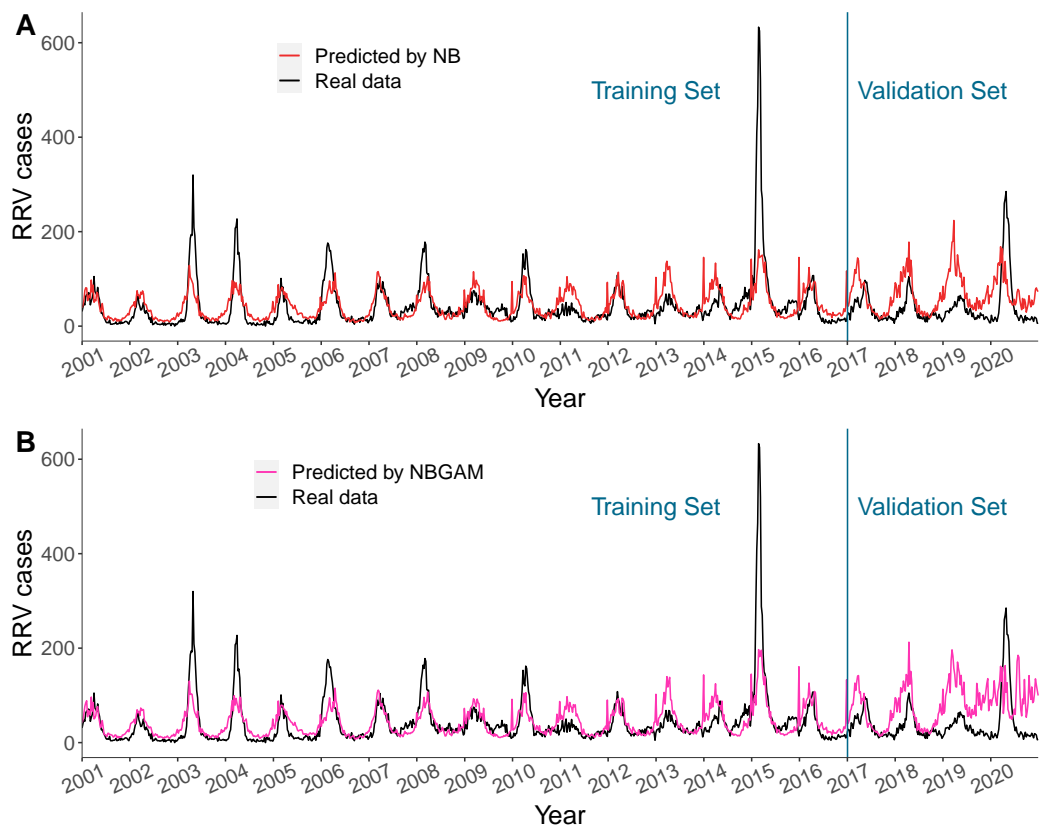 A
Predicted by NB
Real data
Training Set
Validation Set
RRV cases
600
400
200
0
2001 2002 2003 2004 2005 2006 2007 2008 2009 2010 2011 2012 2013 2014 2015 2016 2017 2018 2019 2020
Year
B
Predicted by NBGAM
Real data
Training Set
Validation Set
RRV cases
600
400
200
0
2001 2002 2003 2004 2005 2006 2007 2008 2009 2010 2011 2012 2013 2014 2015 2016 2017 2018 2019 2020
Year